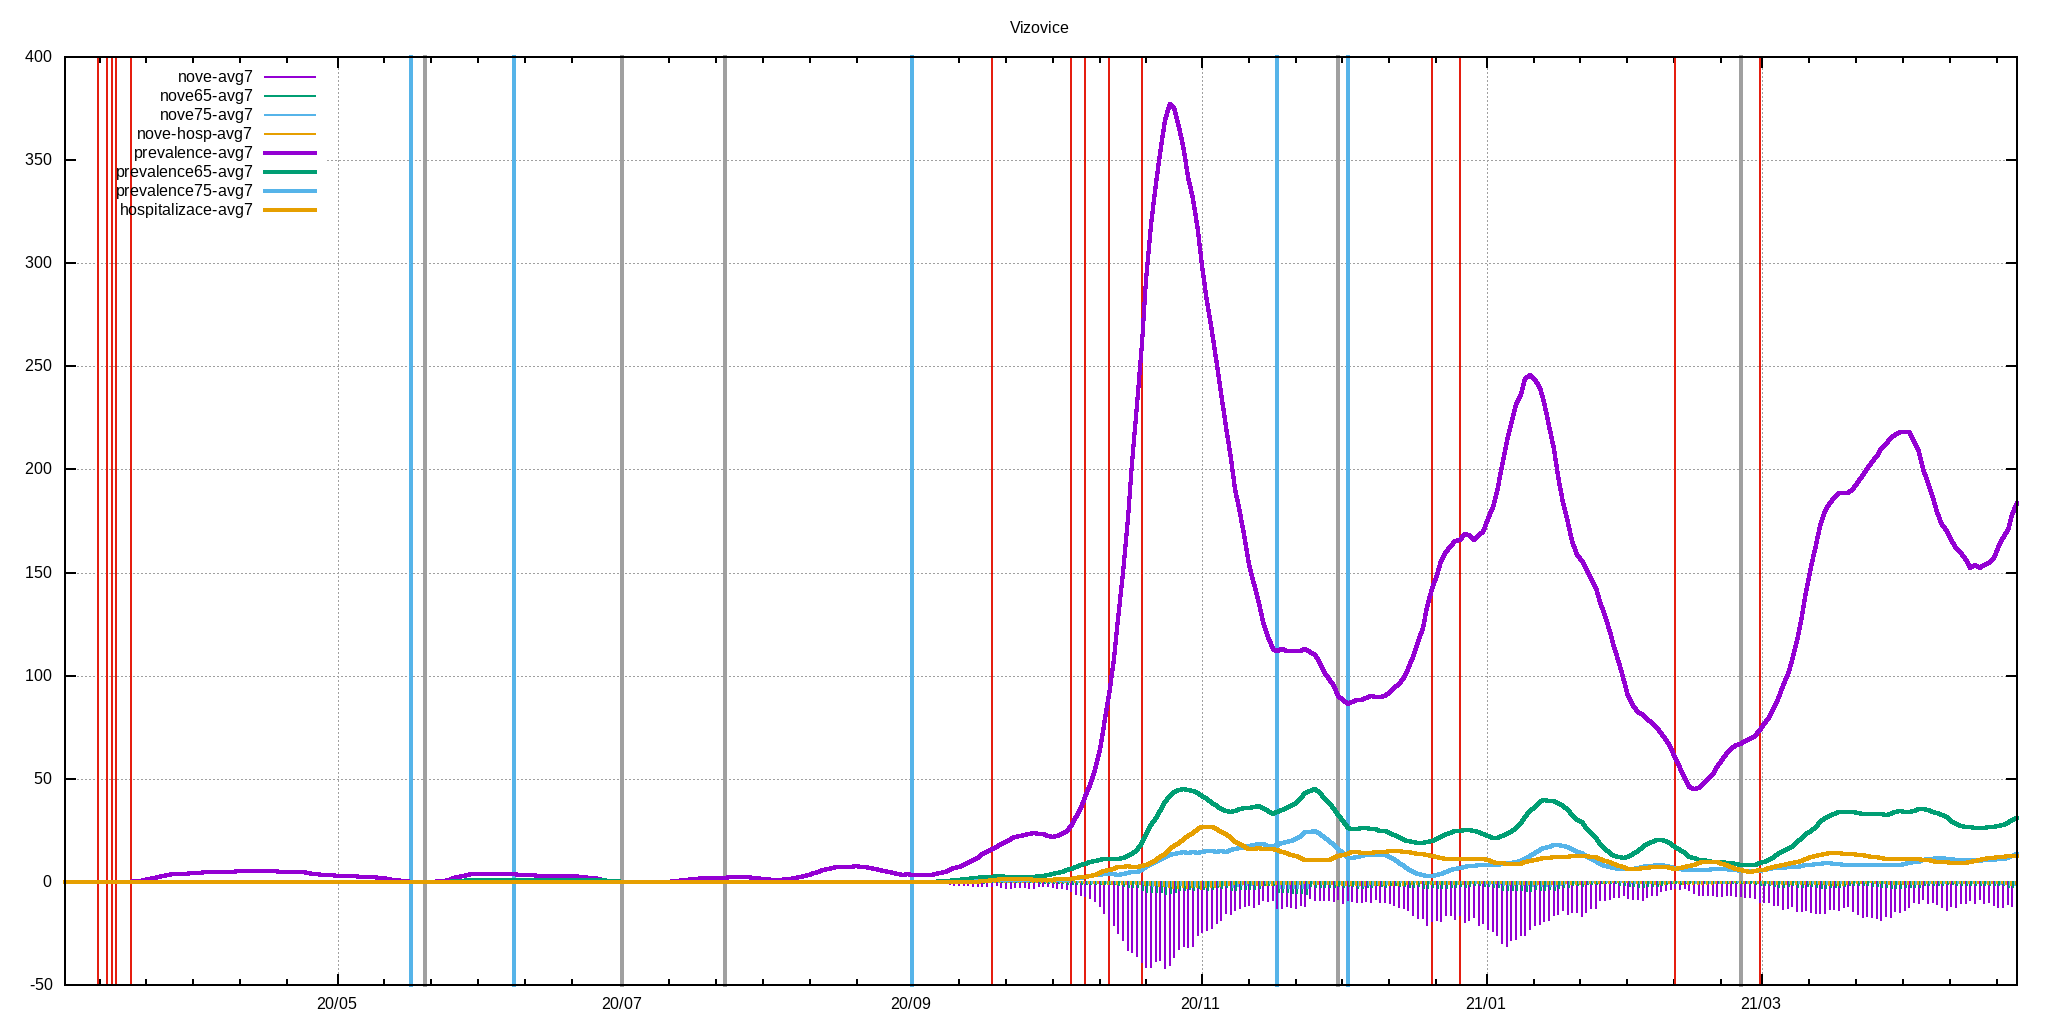 Vizovice
400
350
300
250
200
150
100
50
0
-50
nove-avg7
nove65-avg7
nove75-avg7
nove-hosp-avg7
prevalence-avg7
prevalence65-avg7
prevalence75-avg7
hospitalizace-avg7
20/05 20/07 20/09 20/11 21/01 21/03